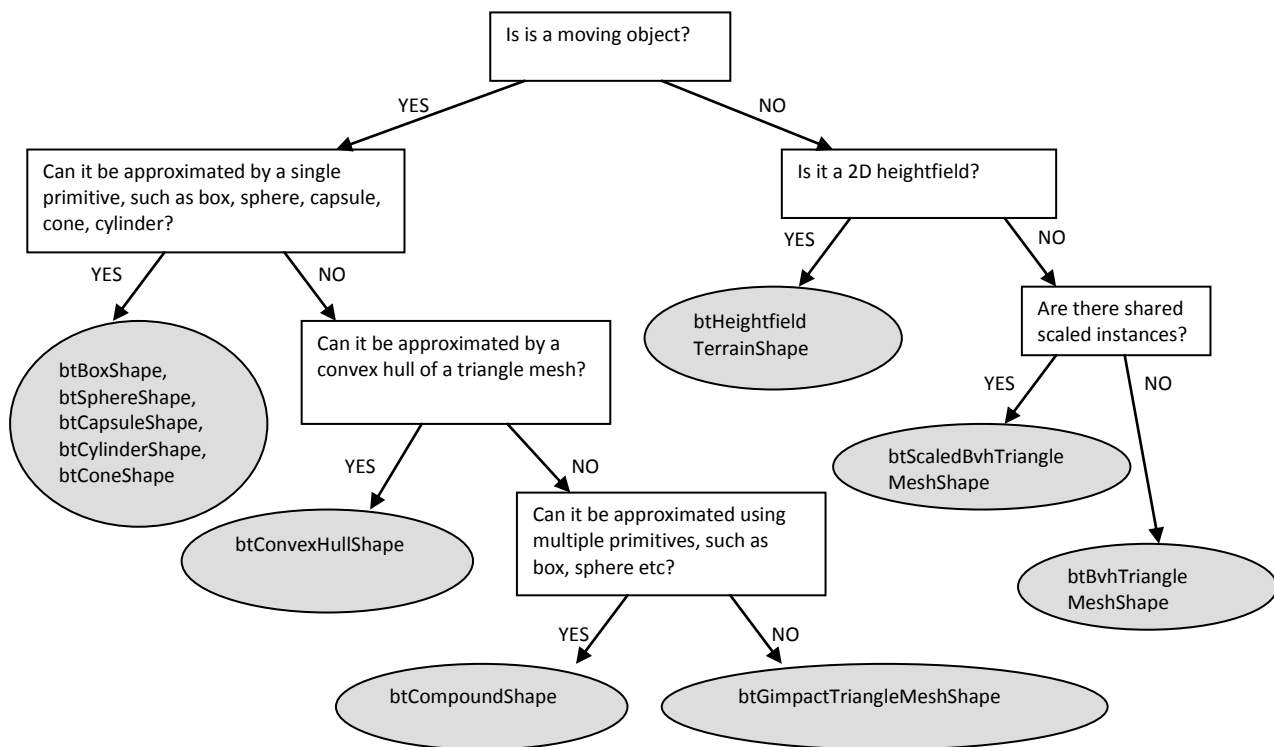 Is is a moving object?
YES
NO
Can it be approximated by a single
primitive, such as box, sphere, capsule,
cone, cylinder?
Is it a 2D heightfield?
YES
NO
YES
NO
btBoxShape,
btSphereShape,
btCapsuleShape,
btCylinderShape,
btConeShape
Can it be approximated by a
convex hull of a triangle mesh?
btHeightfield
TerrainShape
Are there shared
scaled instances?
YES
NO
YES
NO
btConvexHullShape
Can it be approximated using
multiple primitives, such as
box, sphere etc?
btScaledBvhTriangle
MeshShape
btBvhTriangle
MeshShape
YES
NO
btCompoundShape
btGimpactTriangleMeshShape